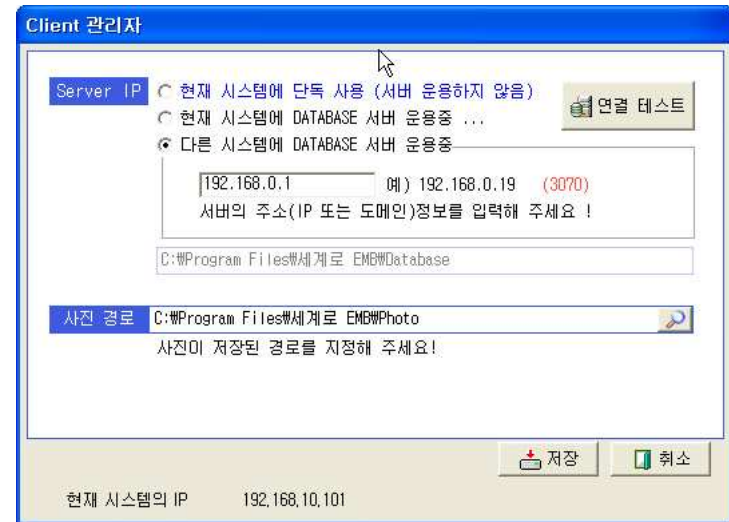 Client 관리자
Server IP
현재 시스템에 단독 사용 (서버 운용하지 않음)
연결 테스트
현재 시스템에 DATABASE 서버 운용중 ...
다른 시스템에 DATABASE 서버 운용중
192.168.0.1 예) 192.168.0.19 (3070)
서버의 주소(IP 또는 도메인)정보를 입력해 주세요 !
C:₩Program Files₩세계로 EMB₩Database
사진 경로 C:₩Program Files₩세계로 EMB₩Photo
사진이 저장된 경로를 지정해 주세요!
저장 취소
현재 시스템의 IP 192,168,10,101